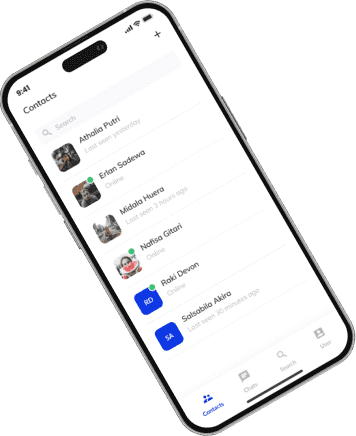 9:41
Contacts
Search
Athalia Putri
Last seen yesterday
Erlan Sadewa
Online
Midala Huera
Last seen 3 hours ago
Nafisa Gitari
Online
RD
Raki Devon
Online
SA
Salsabila Akira
Last seen 30 minutes ago
Contacts
Chats
Search
User